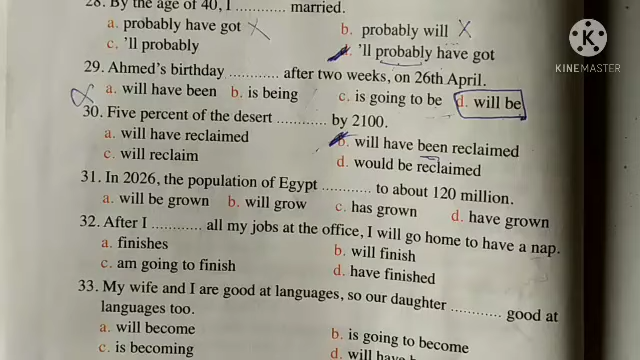 28. By the age of 40, I ............ married.
a. probably have got b. probably will
c. 'll probably d. 'll probably have got
29. Ahmed's birthday ............ after two weeks, on 26th April.
a. will have been b. is being c. is going to be d. will be
30. Five percent of the desert ............ by 2100.
a. will have reclaimed b. will have been reclaimed
c. will reclaim d. would be reclaimed
31. In 2026, the population of Egypt ............ to about 120 million.
a. will be grown b. will grow c. has grown d. have grown
32. After I ............ all my jobs at the office, I will go home to have a nap.
a. finishes b. will finish
c. am going to finish d. have finished
33. My wife and I are good at languages, so our daughter ............ good at
languages too.
a. will become b. is going to become
c. is becoming d. will have
K
KINEMASTER